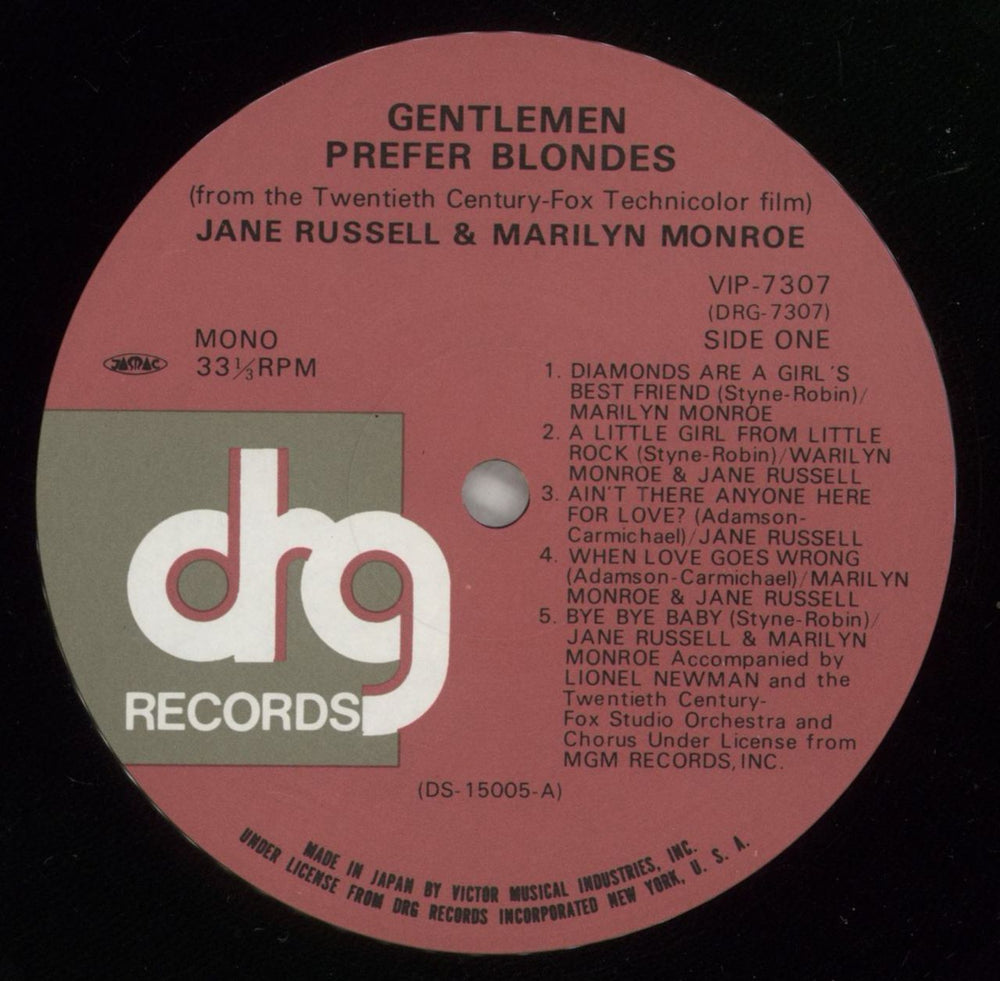 GENTLEMEN
PREFER BLONDES
(from the Twentieth Century-Fox Technicolor film)
JANE RUSSELL & MARILYN MONROE
VIP-7307
(DRG-7307)
SIDE ONE
MONO
33⅓RPM
JASRAC
1. DIAMONDS ARE A GIRL'S
BEST FRIEND (Styne-Robin)/
MARILYN MONROE
2. A LITTLE GIRL FROM LITTLE
ROCK (Styne-Robin)/WARILYN
MONROE & JANE RUSSELL
3. AIN'T THERE ANYONE HERE
FOR LOVE? (Adamson-
Carmichael)/JANE RUSSELL
4. WHEN LOVE GOES WRONG
(Adamson-Carmichael)/MARILYN
MONROE & JANE RUSSELL
5. BYE BYE BABY (Styne-Robin)/
JANE RUSSELL & MARILYN
MONROE Accompanied by
LIONEL NEWMAN and the
Twentieth Century-
Fox Studio Orchestra and
Chorus Under License from
MGM RECORDS, INC.
drg
RECORDS
(DS-15005-A)
MADE IN JAPAN BY VICTOR MUSICAL INDUSTRIES, INC.
UNDER LICENSE FROM DRG RECORDS INCORPORATED NEW YORK, U. S. A.